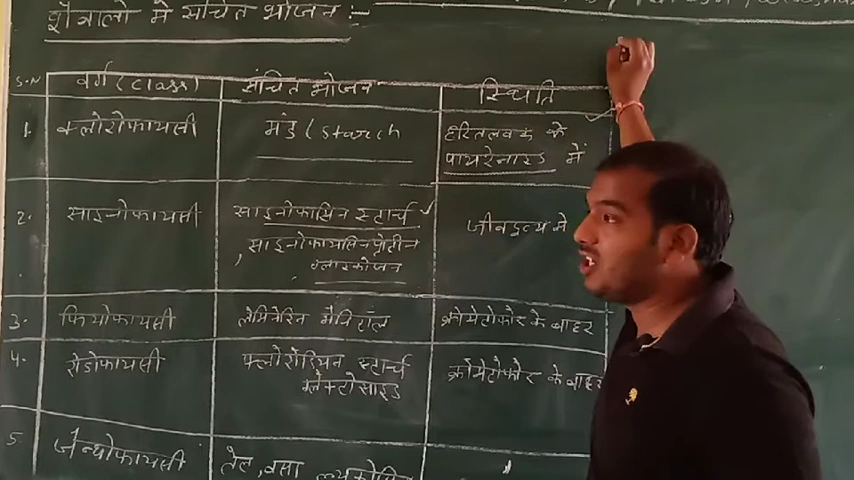 शैवालो मे संचित भोजन :-
S.N वर्ग (Class) संचित भोजन स्थिति
1. क्लोरोफायसी मंड (Starch हरितलवक के
पायरेनाइड में
2. साइनोफायसी साइनोफासिन स्टार्च जीवद्रव्य मे
, साइनोफायसिन प्रोटीन
ग्लाइकोजन
3. फियोफायसी लेमिनेरिन मेनिटॉल क्रोमेटोफोर के बाहर
4. रोडोफायसी फ्लोरोडियन स्टार्च क्रोमेटोफोर के बाहर
ग्लेक्टोसाइड
5. जैन्थोफायसी तेल, वसा